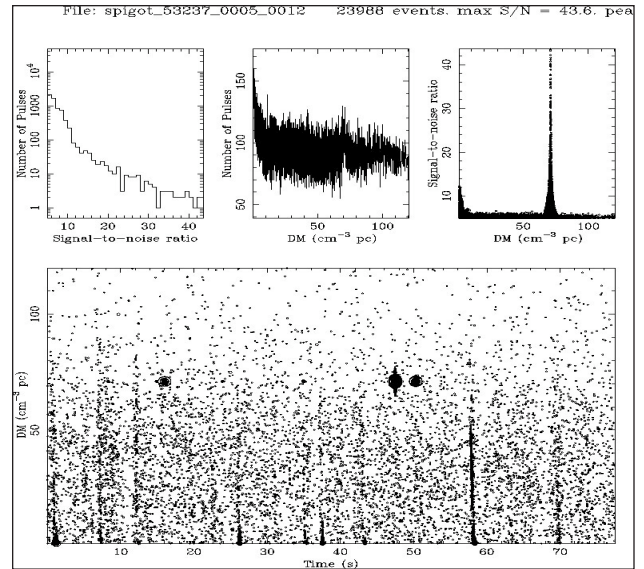 File: spigot_53237_0005_0012 23988 events. max S/N = 43.6. pea
Number of Pulses
10⁴
1000
100
10
1
10 20 30 40
Signal-to-noise ratio
Number of Pulses
150
100
50
50 100
DM (cm⁻³ pc)
Signal-to-noise ratio
40
30
20
10
0 50 100
DM (cm⁻³ pc)
DM (cm⁻³ pc)
100
50
10 20 30 40 50 60 70
Time (s)